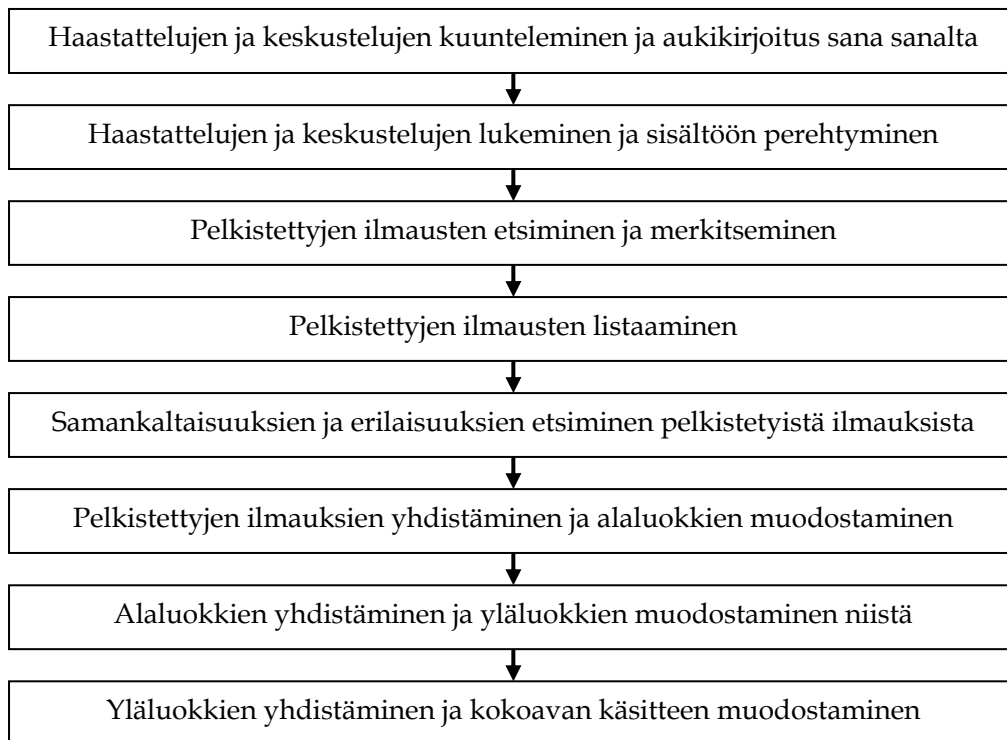 Haastattelujen ja keskustelujen kuunteleminen ja aukikirjoitus sana sanalta
Haastattelujen ja keskustelujen lukeminen ja sisältöön perehtyminen
Pelkistettyjen ilmausten etsiminen ja merkitseminen
Pelkistettyjen ilmausten listaaminen
Samankaltaisuuksien ja erilaisuuksien etsiminen pelkistetyistä ilmauksista
Pelkistettyjen ilmauksien yhdistäminen ja alaluokkien muodostaminen
Alaluokkien yhdistäminen ja yläluokkien muodostaminen niistä
Yläluokkien yhdistäminen ja kokoavan käsitteen muodostaminen